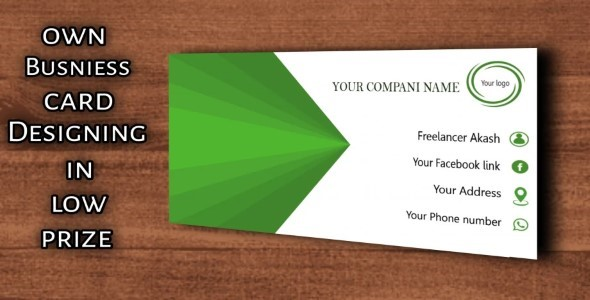 OWN
BUSNIESS
CARD
DESIGNING
IN
LOW
PRIZE
YOUR COMPANI NAME
Your logo
Freelancer Akash
Your Facebook link
Your Address
Your Phone number